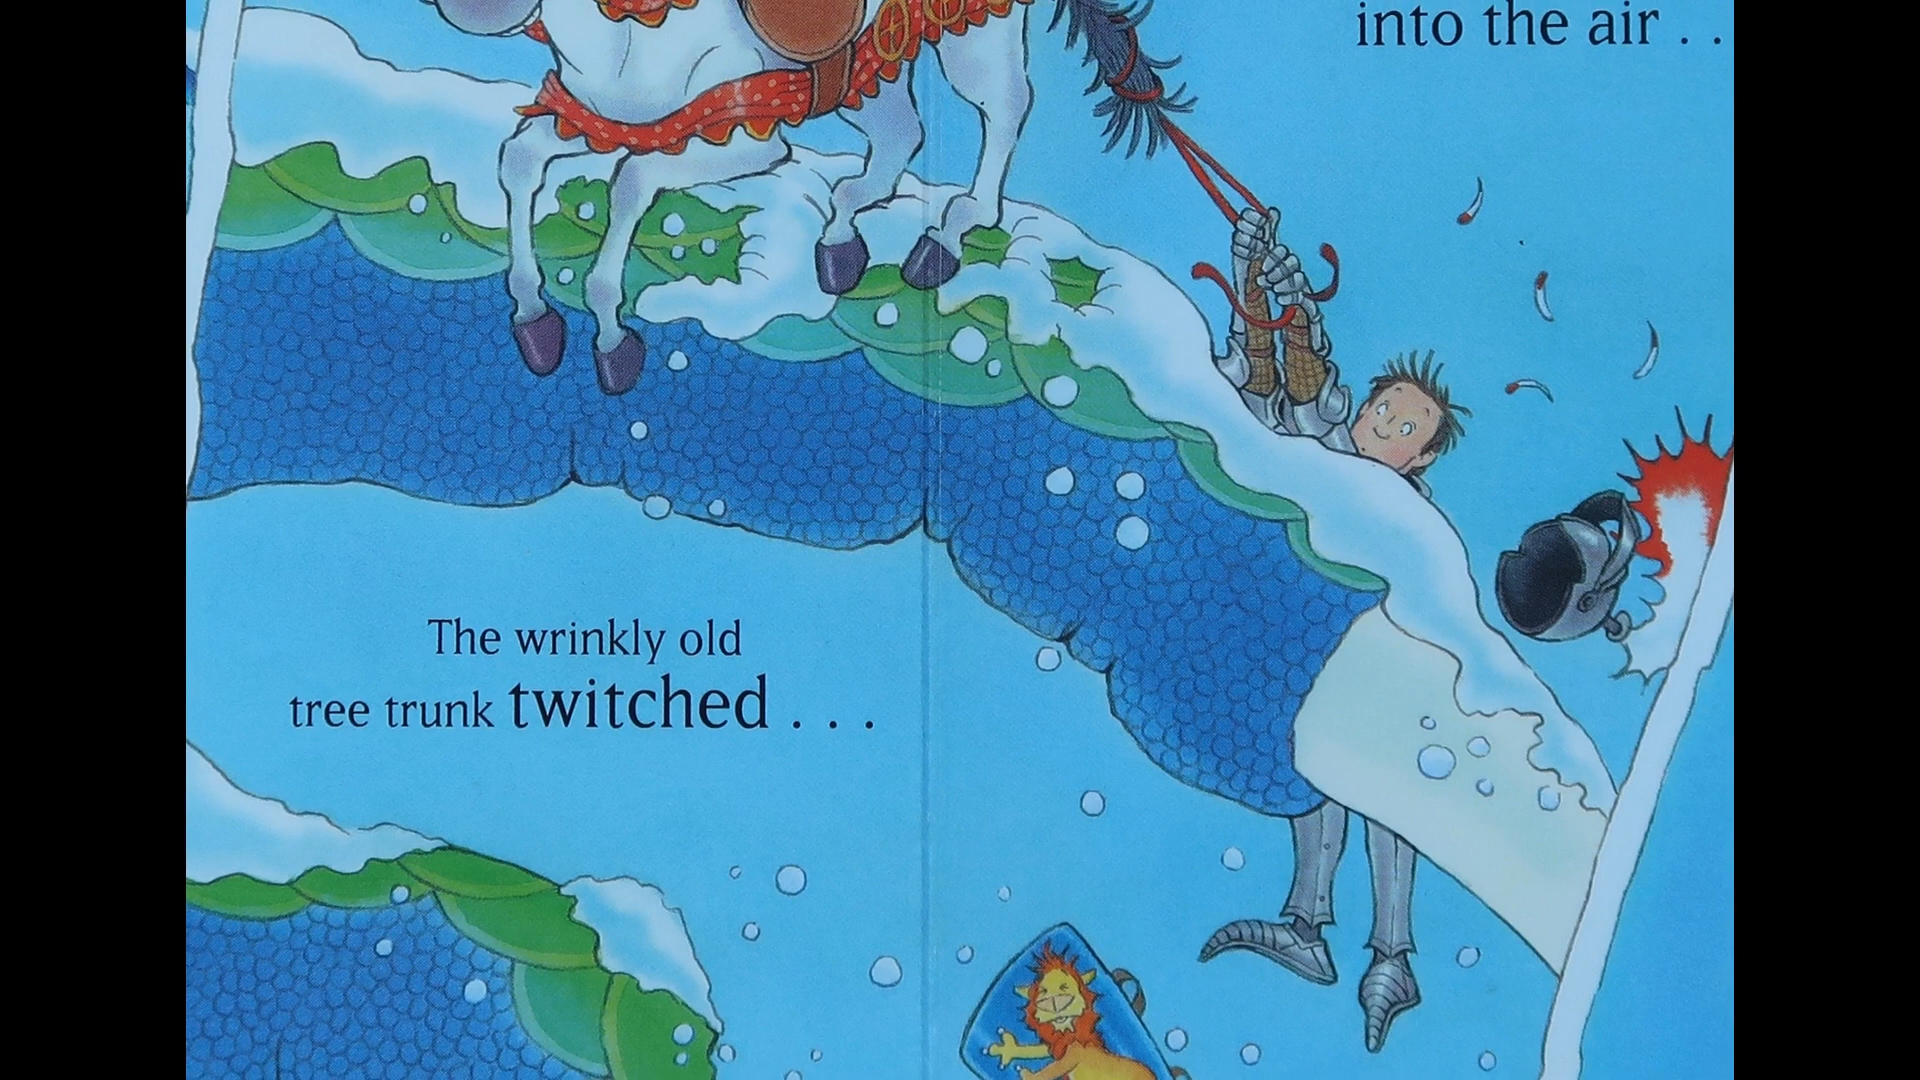 into the air . .
The wrinkly old
tree trunk twitched . . .